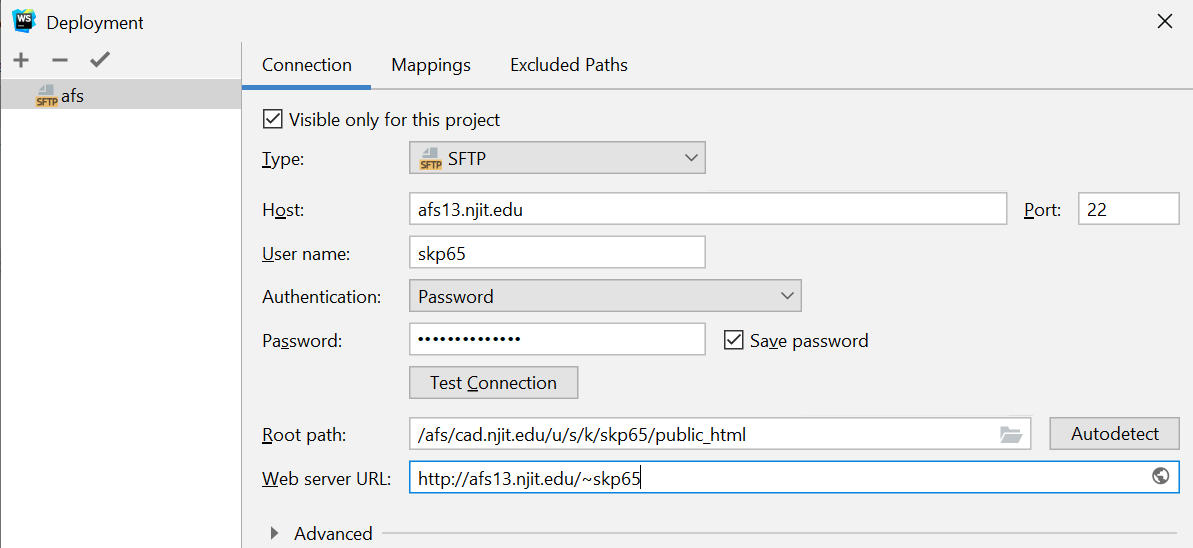 WS Deployment
SFTP afs
Connection Mappings Excluded Paths
Visible only for this project
Type: SFTP SFTP
Host: afs13.njit.edu Port: 22
User name: skp65
Authentication: Password
Password: •••••••••••••• Save password
Test Connection
Root path: /afs/cad.njit.edu/u/s/k/skp65/public_html Autodetect
Web server URL: http://afs13.njit.edu/~skp65
Advanced